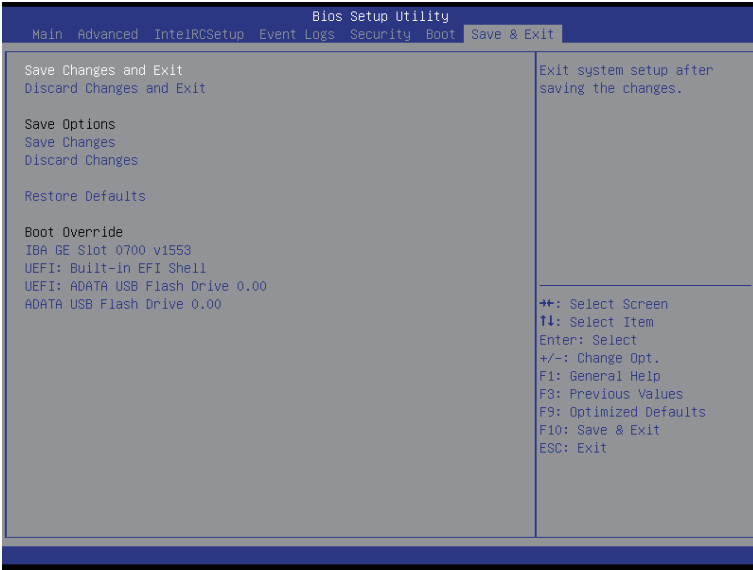 Bios Setup Utility
Main Advanced IntelRCSetup Event Logs Security Boot Save & Exit
Save Changes and Exit
Discard Changes and Exit
Save Options
Save Changes
Discard Changes
Restore Defaults
Boot Override
IBA GE Slot 0700 v1553
UEFI: Built-in EFI Shell
UEFI: ADATA USB Flash Drive 0.00
ADATA USB Flash Drive 0.00
Exit system setup after
saving the changes.
→←: Select Screen
↑↓: Select Item
Enter: Select
+/-: Change Opt.
F1: General Help
F3: Previous Values
F9: Optimized Defaults
F10: Save & Exit
ESC: Exit